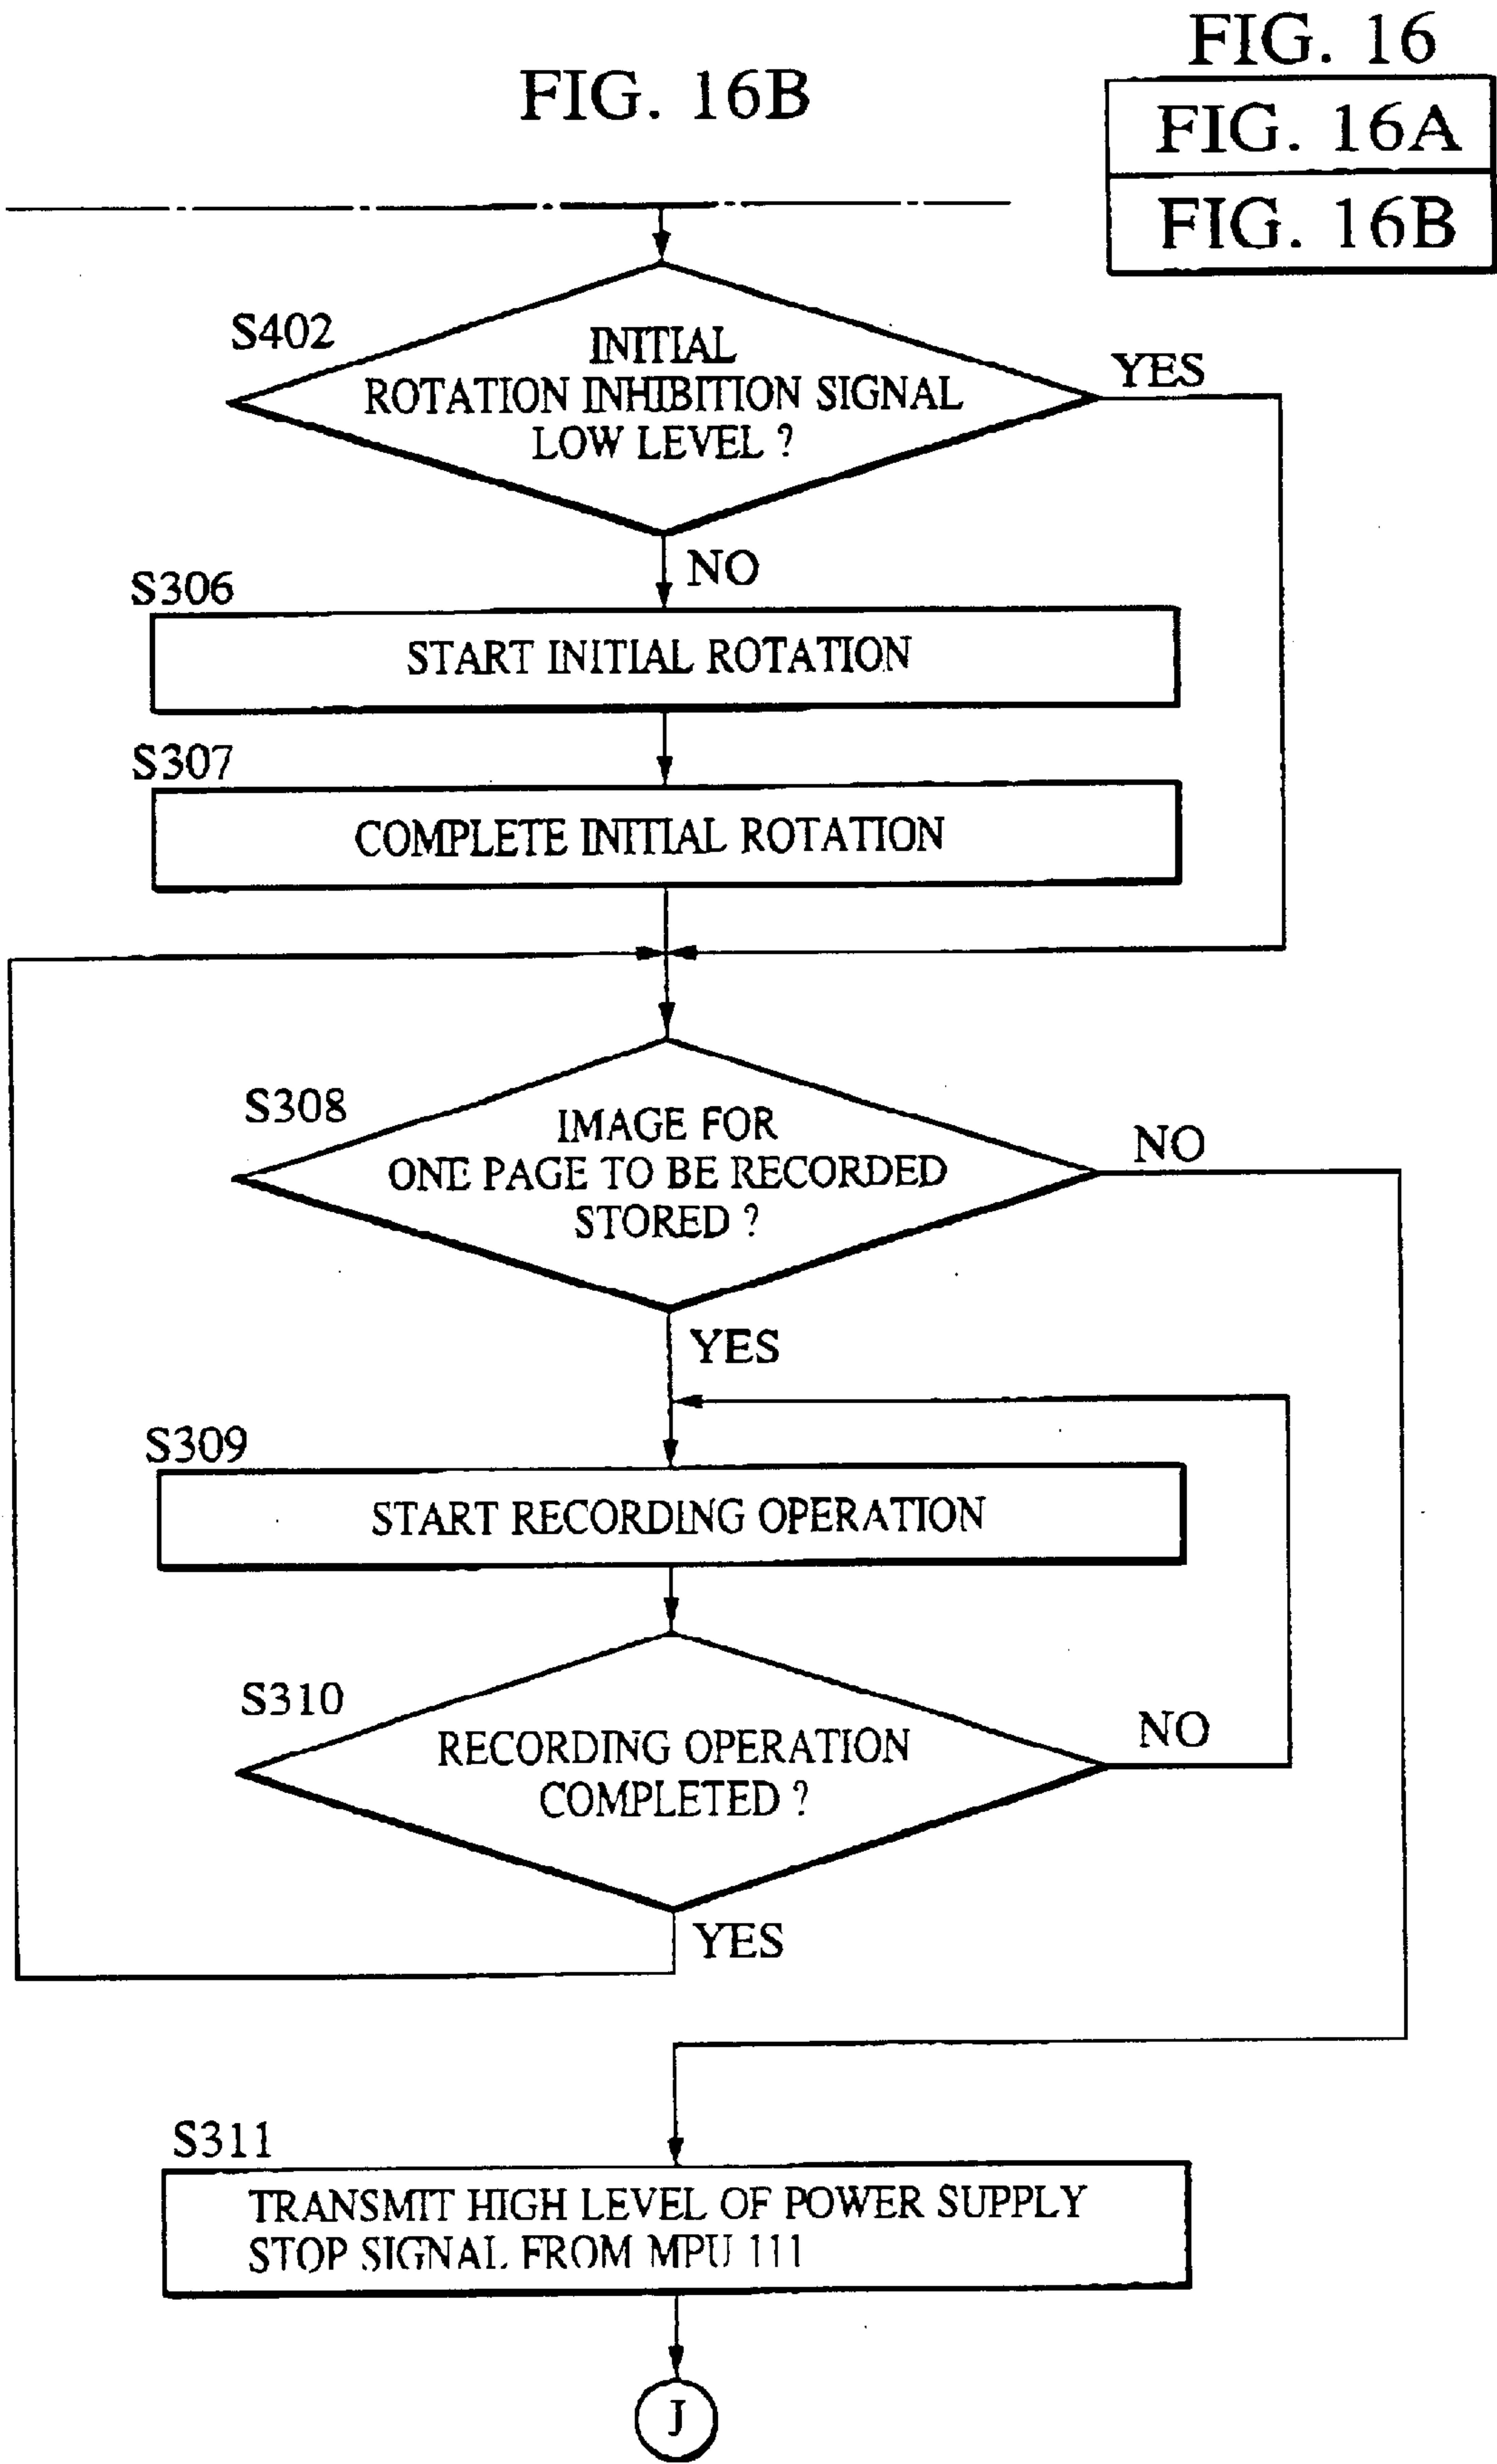 FIG. 16B
FIG. 16
FIG. 16A
FIG. 16B
S402
INITIAL
ROTATION INHIBITION SIGNAL
LOW LEVEL ?
YES
NO
S306
START INITIAL ROTATION
S307
COMPLETE INITIAL ROTATION
S308
IMAGE FOR
ONE PAGE TO BE RECORDED
STORED ?
NO
YES
S309
START RECORDING OPERATION
S310
RECORDING OPERATION
COMPLETED ?
NO
YES
S311
TRANSMIT HIGH LEVEL OF POWER SUPPLY
STOP SIGNAL FROM MPU 111
J